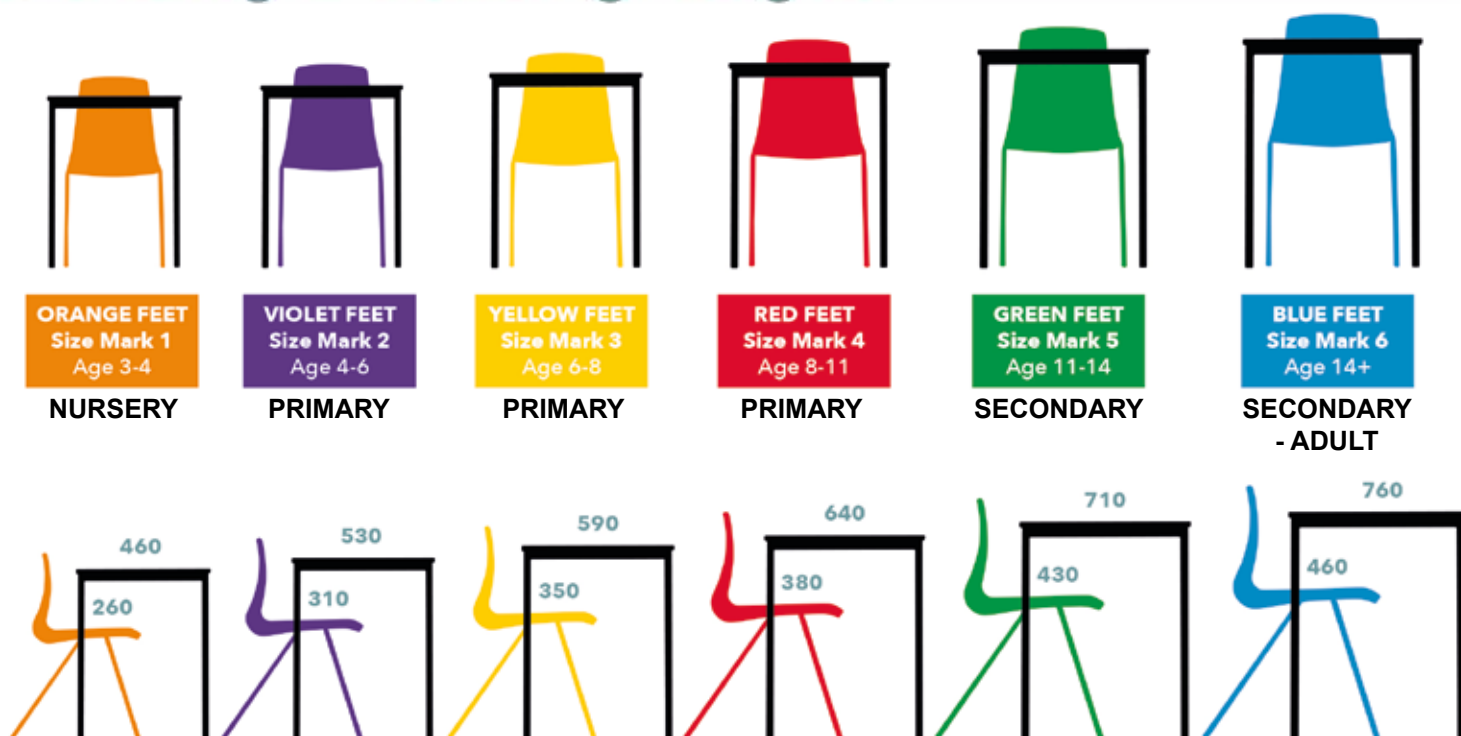 ORANGE FEET
Size Mark 1
Age 3-4
NURSERY
VIOLET FEET
Size Mark 2
Age 4-6
PRIMARY
YELLOW FEET
Size Mark 3
Age 6-8
PRIMARY
RED FEET
Size Mark 4
Age 8-11
PRIMARY
GREEN FEET
Size Mark 5
Age 11-14
SECONDARY
BLUE FEET
Size Mark 6
Age 14+
SECONDARY
- ADULT
460
260
530
310
590
350
640
380
710
430
760
460